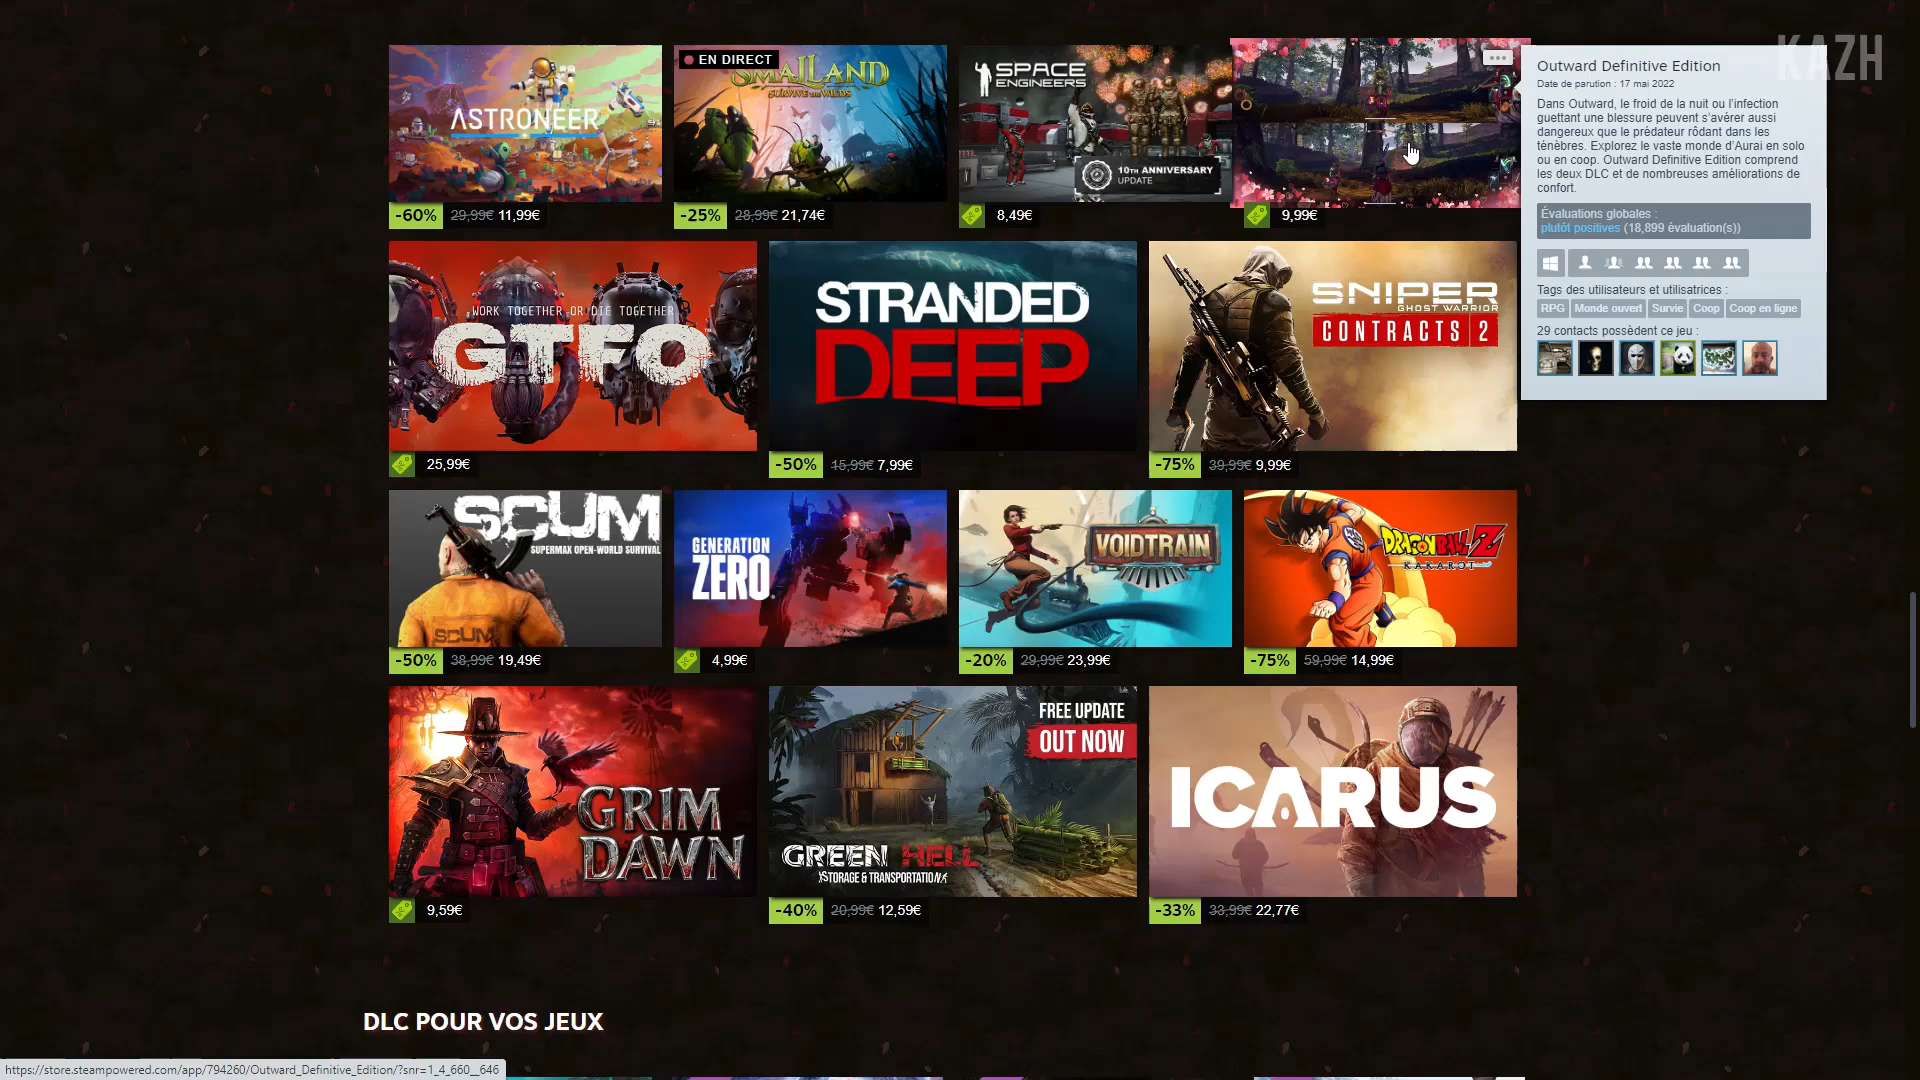 KAZH
ASTRONEER
EN DIRECT
SMALLAND
SURVIVE THE WILDS
SPACE
ENGINEERS
10TH ANNIVERSARY
UPDATE
-60% 29,99€ 11,99€
-25% 28,99€ 21,74€
8,49€
9,99€
Outward Definitive Edition
Date de parution : 17 mai 2022
Dans Outward, le froid de la nuit ou l'infection
guettant une blessure peuvent s'avérer aussi
dangereux que le prédateur rôdant dans les
ténèbres. Explorez le vaste monde d'Aurai en solo
ou en coop. Outward Definitive Edition comprend
les deux DLC et de nombreuses améliorations de
confort.
Évaluations globales :
plutôt positives (18,899 évaluation(s))
Tags des utilisateurs et utilisatrices :
RPG Monde ouvert Survie Coop Coop en ligne
29 contacts possèdent ce jeu :
WORK TOGETHER OR DIE TOGETHER
GTFO
STRANDED
DEEP
SNIPER
GHOST WARRIOR
CONTRACTS 2
25,99€
-50% 15,99€ 7,99€
-75% 39,99€ 9,99€
SCUM
SUPERMAX OPEN-WORLD SURVIVAL
SCUM
GENERATION
ZERO
VOIDTRAIN
DRAGON BALL Z
KAKAROT
-50% 38,99€ 19,49€
4,99€
-20% 29,99€ 23,99€
-75% 59,99€ 14,99€
GRIM
DAWN
FREE UPDATE
OUT NOW
GREEN HELL
STORAGE & TRANSPORTATION
ICARUS
9,59€
-40% 20,99€ 12,59€
-33% 33,99€ 22,77€
DLC POUR VOS JEUX
https://store.steampowered.com/app/794260/Outward_Definitive_Edition/?snr=1_4_660__646